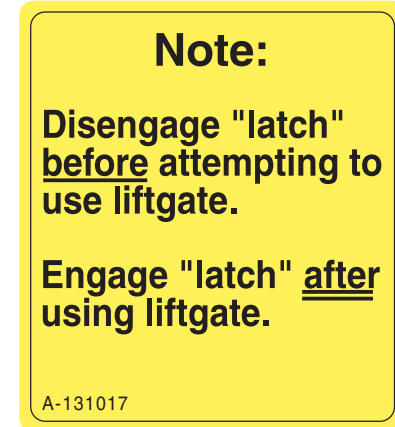 Note:
Disengage "latch"
before attempting to
use liftgate.
Engage "latch" after
using liftgate.
A-131017